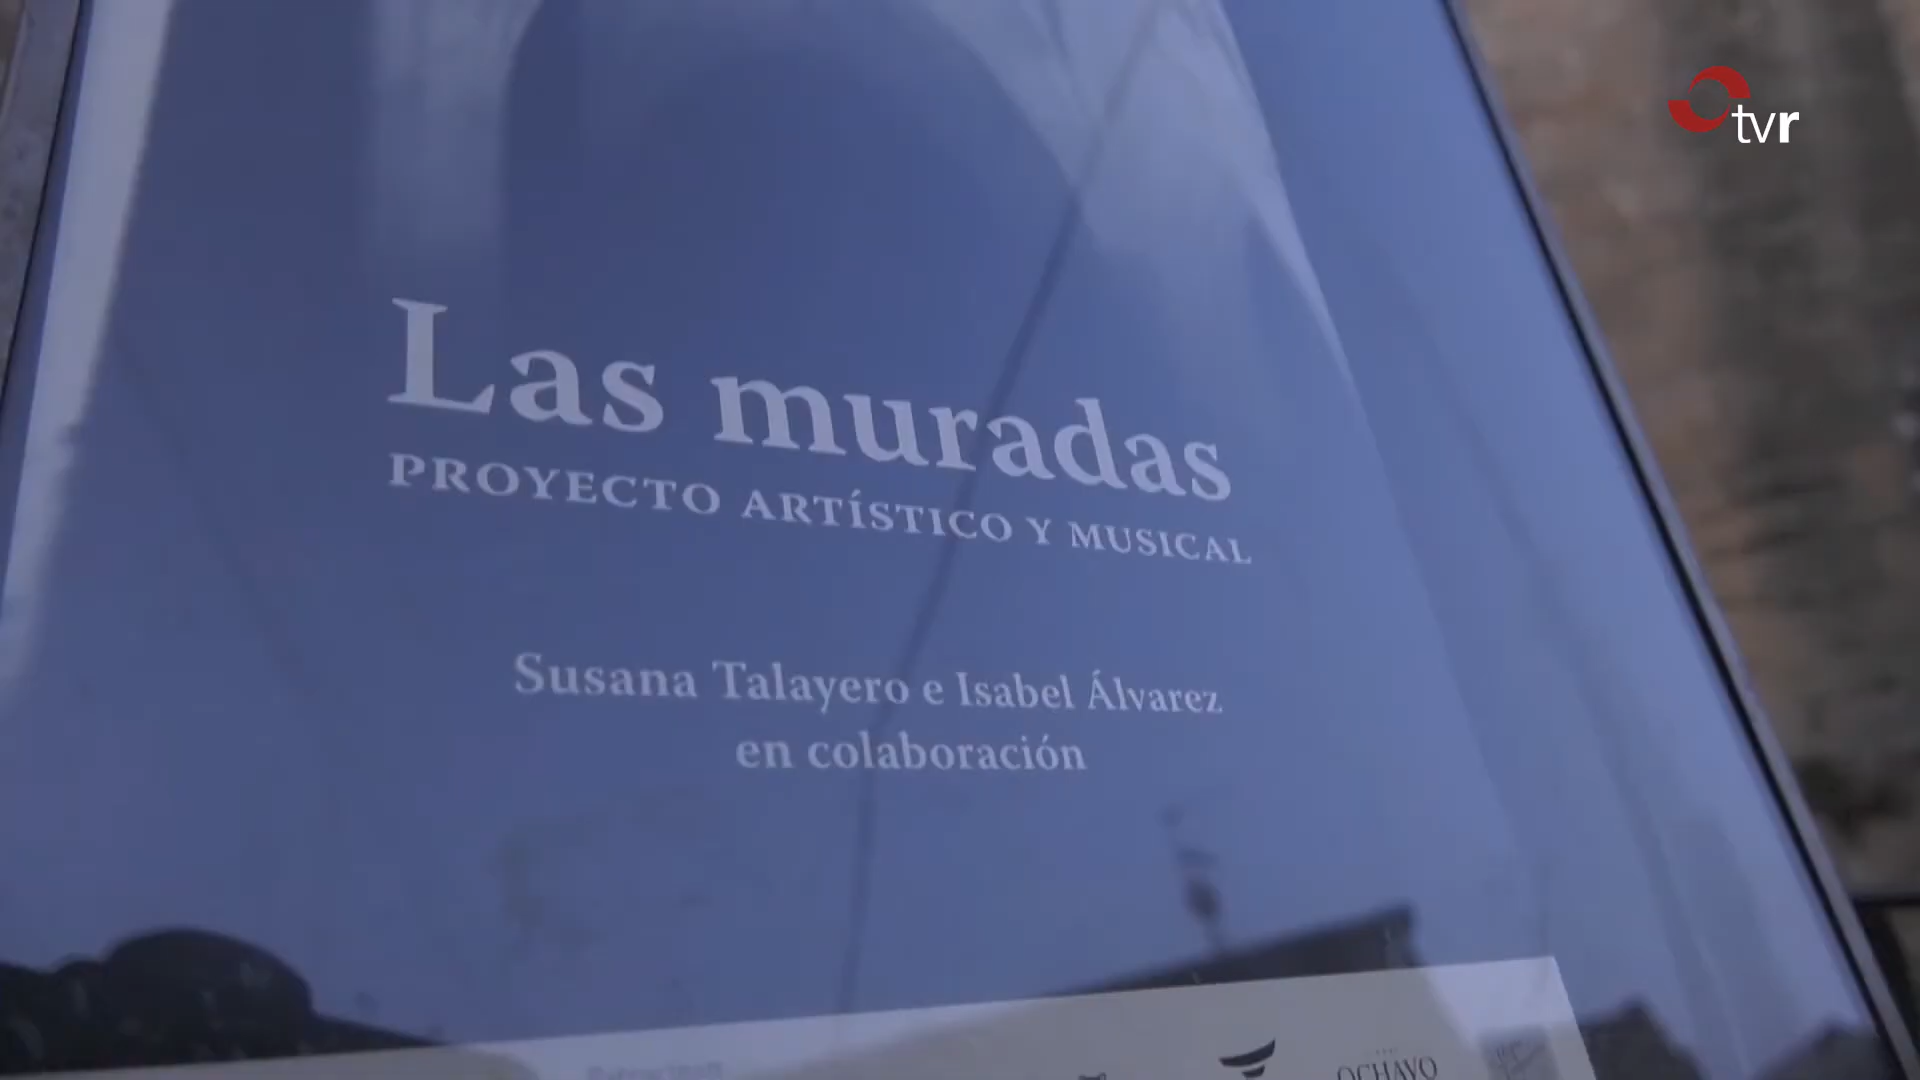 tvr
Las muradas
PROYECTO ARTÍSTICO Y MUSICAL
Susana Talayero e Isabel Álvarez
en colaboración
OCHAVO